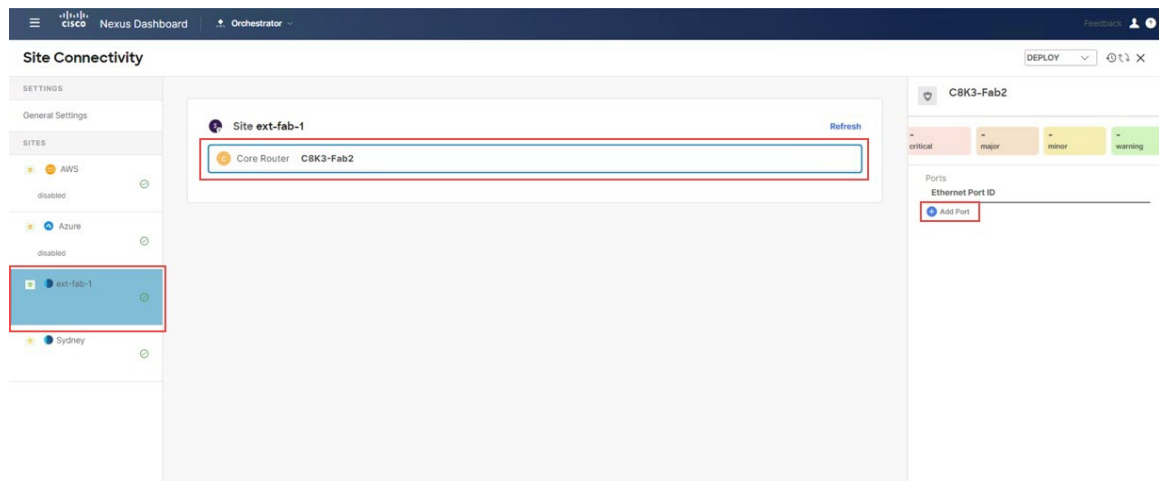 CISCO Nexus Dashboard Orchestrator Feedback
Site Connectivity DEPLOY
SETTINGS
General Settings
SITES
AWS
disabled
Azure
disabled
ext-fab-1
Sydney
Site ext-fab-1 Refresh
Core Router C8K3-Fab2
C8K3-Fab2
- - - -
critical major minor warning
Ports
Ethernet Port ID
Add Port